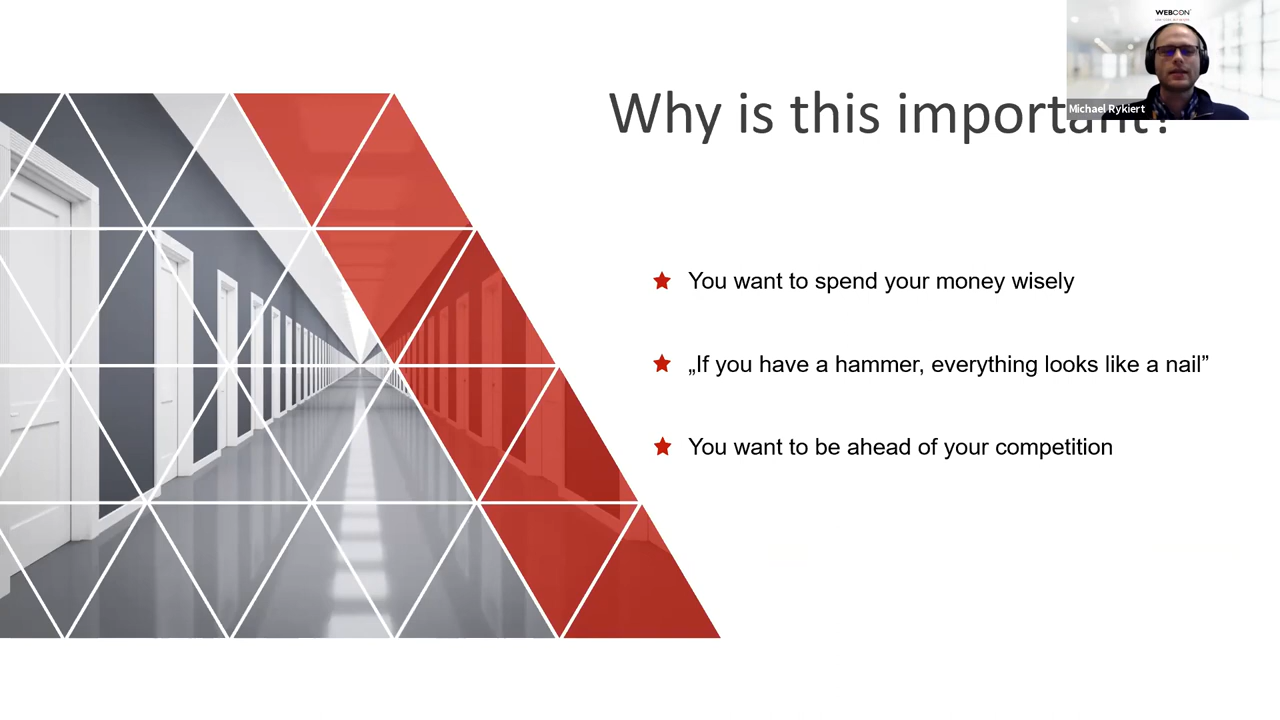 WEBCON
Michael Rykiert
Why is this important?
You want to spend your money wisely
„If you have a hammer, everything looks like a nail”
You want to be ahead of your competition